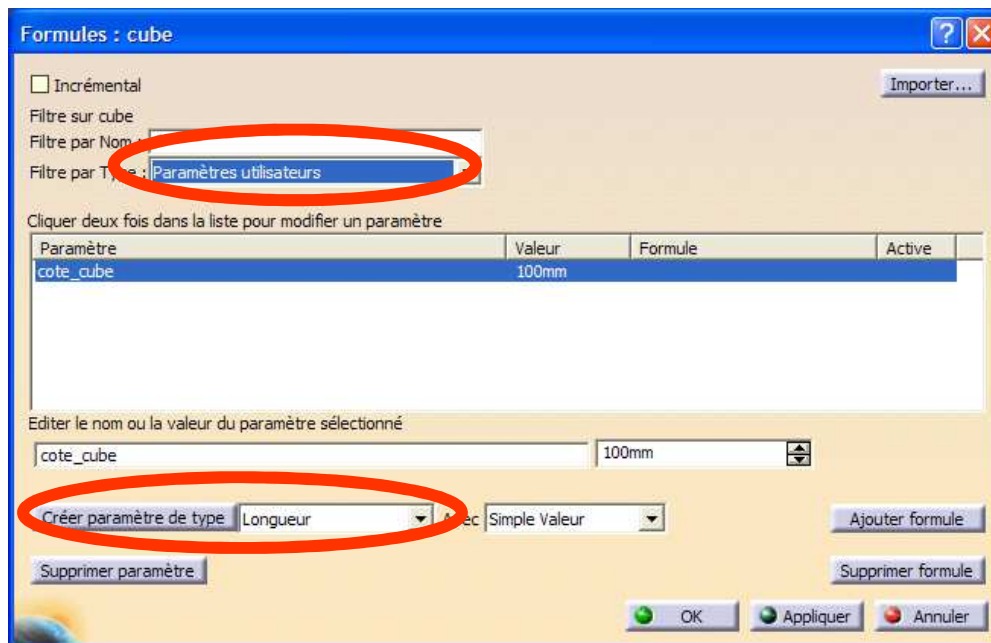 Formules : cube
Incrémental
Importer...
Filtre sur cube
Filtre par Nom :
Filtre par Type : Paramètres utilisateurs
Cliquer deux fois dans la liste pour modifier un paramètre
Paramètre Valeur Formule Active
cote_cube 100mm
Editer le nom ou la valeur du paramètre sélectionné
cote_cube 100mm
Créer paramètre de type Longueur Avec Simple Valeur Ajouter formule
Supprimer paramètre Supprimer formule
OK Appliquer Annuler